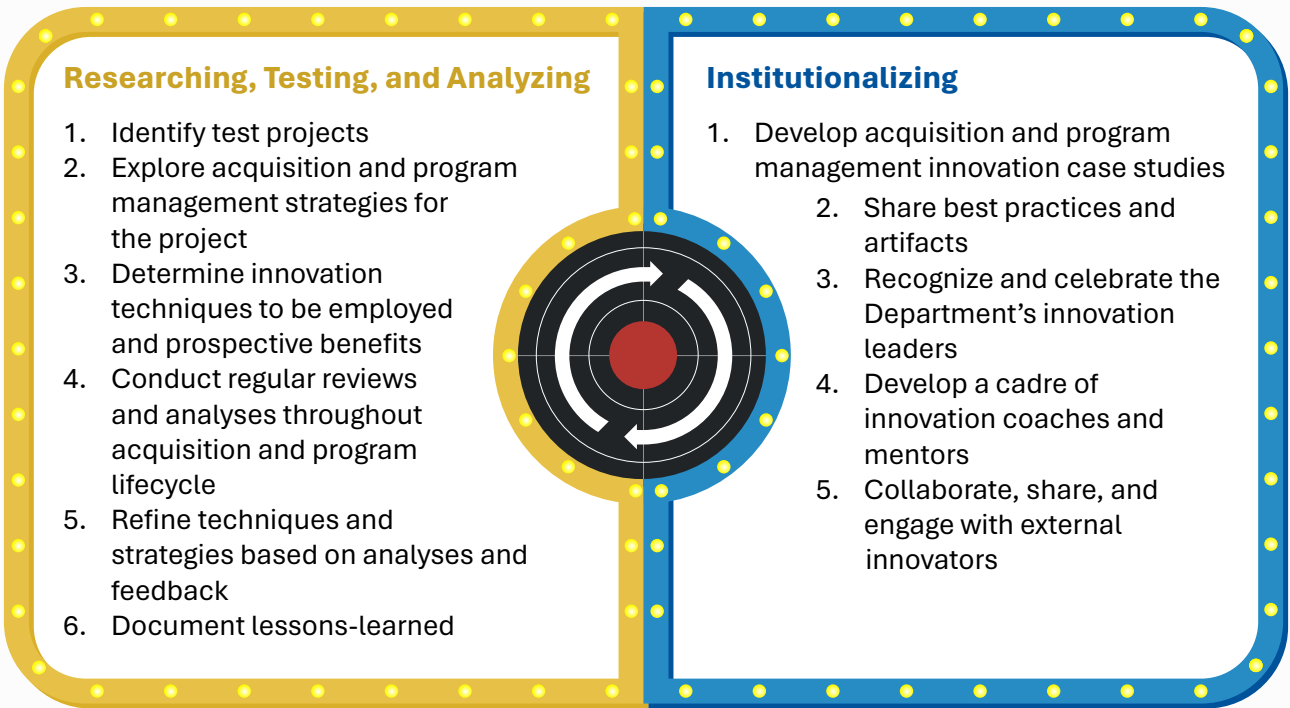 Researching, Testing, and Analyzing
1. Identify test projects
2. Explore acquisition and program
management strategies for
the project
3. Determine innovation
techniques to be employed
and prospective benefits
4. Conduct regular reviews
and analyses throughout
acquisition and program
lifecycle
5. Refine techniques and
strategies based on analyses and
feedback
6. Document lessons-learned
Institutionalizing
1. Develop acquisition and program
management innovation case studies
2. Share best practices and
artifacts
3. Recognize and celebrate the
Department’s innovation
leaders
4. Develop a cadre of
innovation coaches and
mentors
5. Collaborate, share, and
engage with external
innovators